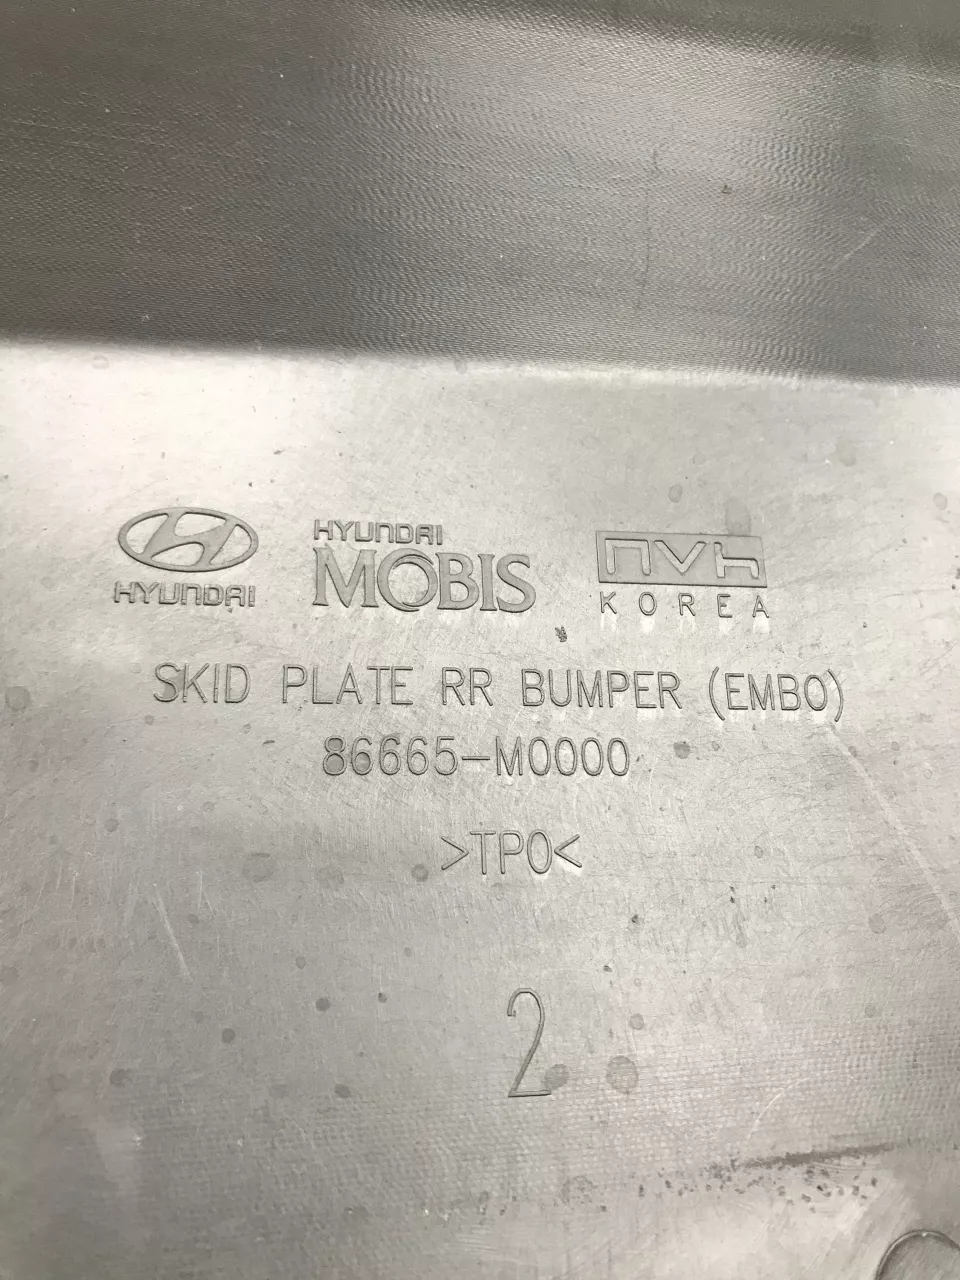 HYUNDAI
HYUNDAI
MOBIS
NVH
KOREA
SKID PLATE RR BUMPER (EMBO)
86665-M0000
>TPO<
2